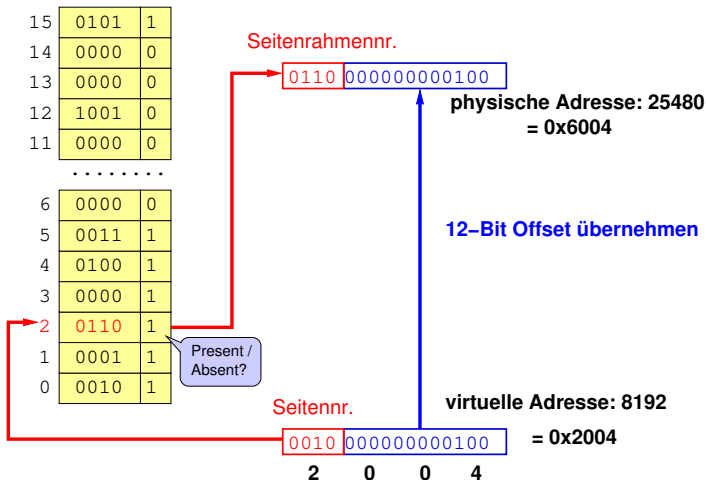 15 0101 1
14 0000 0
13 0000 0
12 1001 0
11 0000 0
........
6 0000 0
5 0011 1
4 0100 1
3 0000 1
2 0110 1
1 0001 1
0 0010 1
Present /
Absent?
Seitenrahmennr.
0110 000000000100
physische Adresse: 25480
= 0x6004
12–Bit Offset übernehmen
Seitennr.
virtuelle Adresse: 8192
0010 000000000100
= 0x2004
2 0 0 4